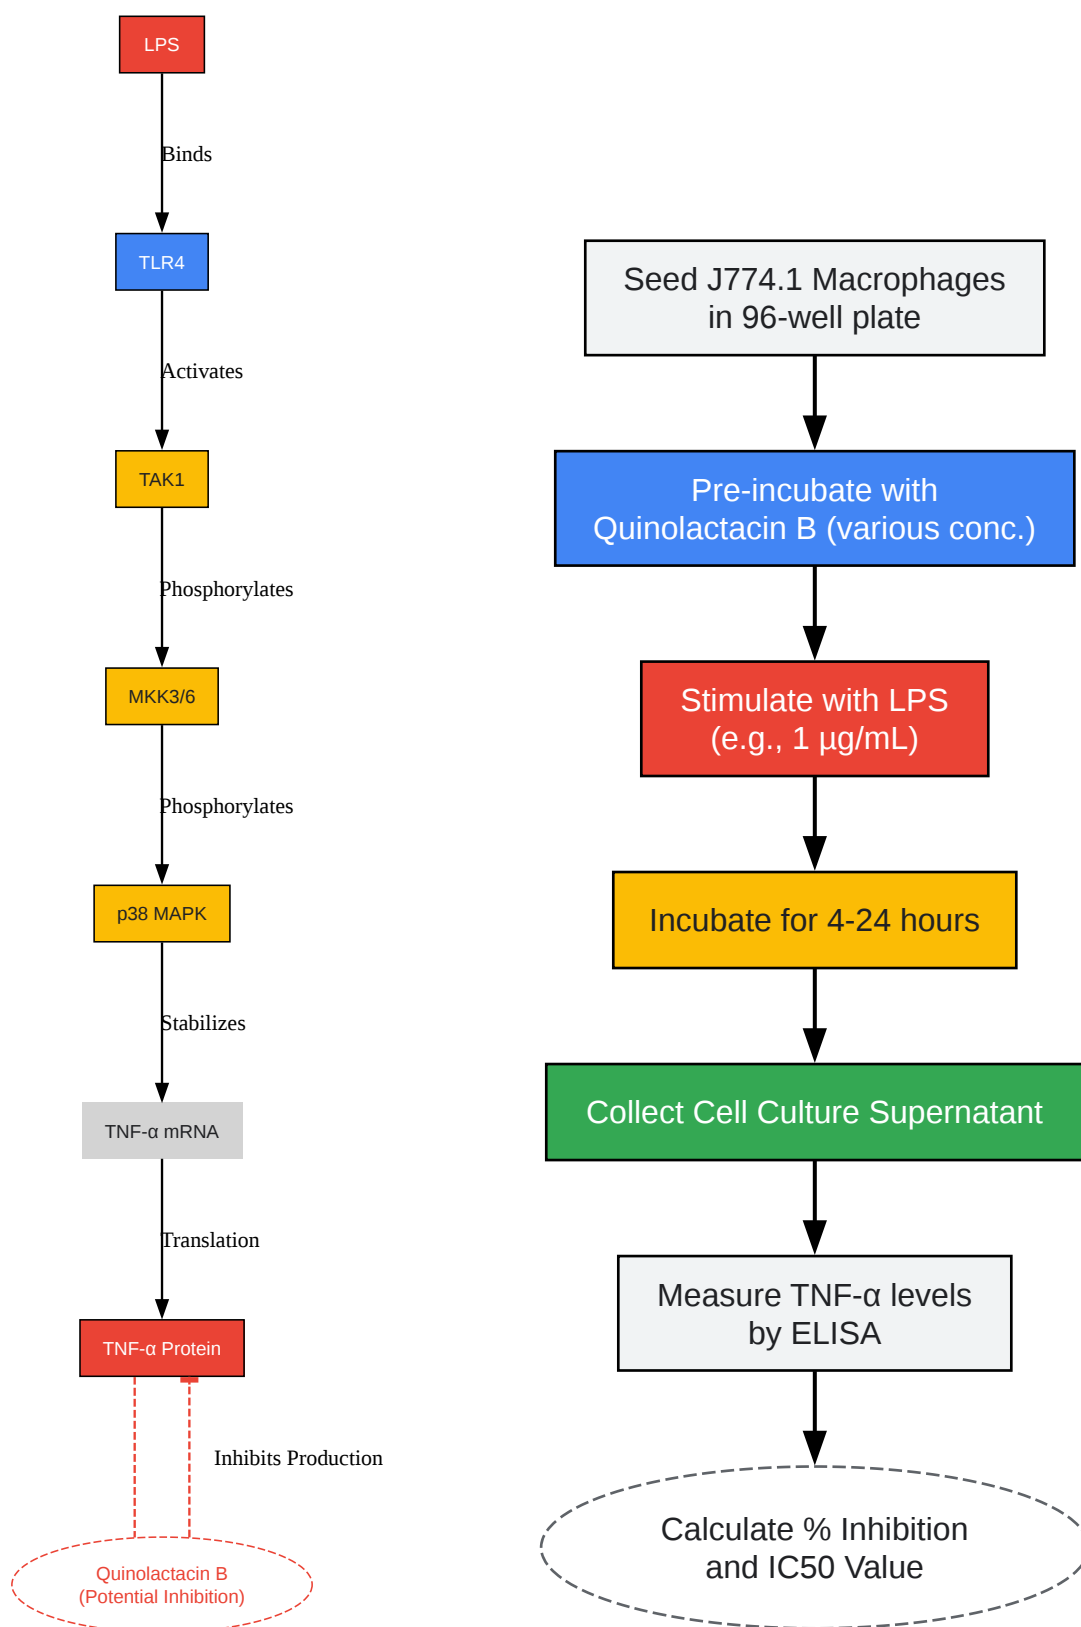 LPS
Binds
TLR4
Activates
TAK1
Phosphorylates
MKK3/6
Phosphorylates
p38 MAPK
Stabilizes
TNF-α mRNA
Translation
TNF-α Protein
Inhibits Production
Quinolactacin B
(Potential Inhibition)
Seed J774.1 Macrophages
in 96-well plate
Pre-incubate with
Quinolactacin B (various conc.)
Stimulate with LPS
(e.g., 1 µg/mL)
Incubate for 4-24 hours
Collect Cell Culture Supernatant
Measure TNF-α levels
by ELISA
Calculate % Inhibition
and IC50 Value